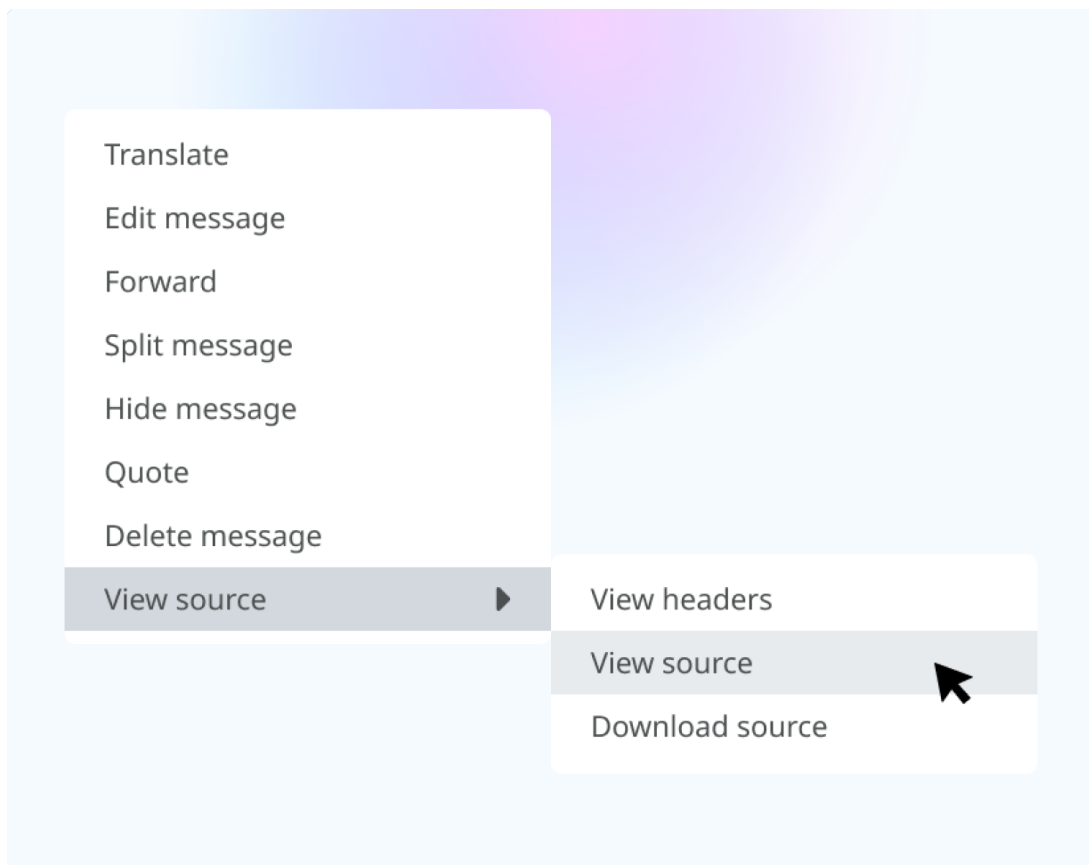 Translate
Edit message
Forward
Split message
Hide message
Quote
Delete message
View source
View headers
View source
Download source